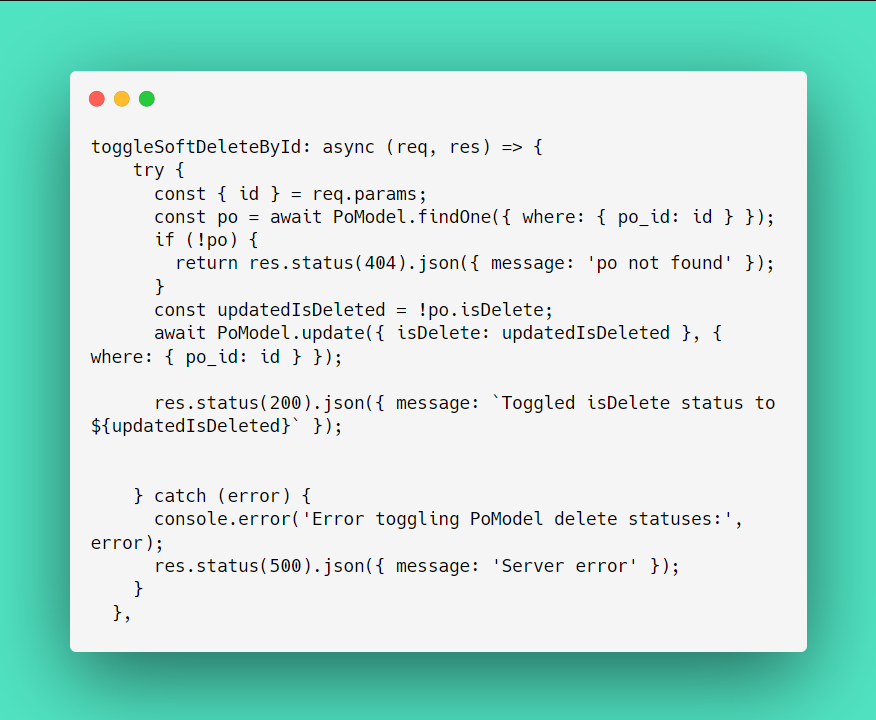 toggleSoftDeleteById: async (req, res) => {
    try {
      const { id } = req.params;
      const po = await PoModel.findOne({ where: { po_id: id } });
      if (!po) {
        return res.status(404).json({ message: 'po not found' });
      }
      const updatedIsDeleted = !po.isDelete;
      await PoModel.update({ isDelete: updatedIsDeleted }, {
where: { po_id: id } });

      res.status(200).json({ message: `Toggled isDelete status to
${updatedIsDeleted}` });


    } catch (error) {
      console.error('Error toggling PoModel delete statuses:',
error);
      res.status(500).json({ message: 'Server error' });
    }
  },